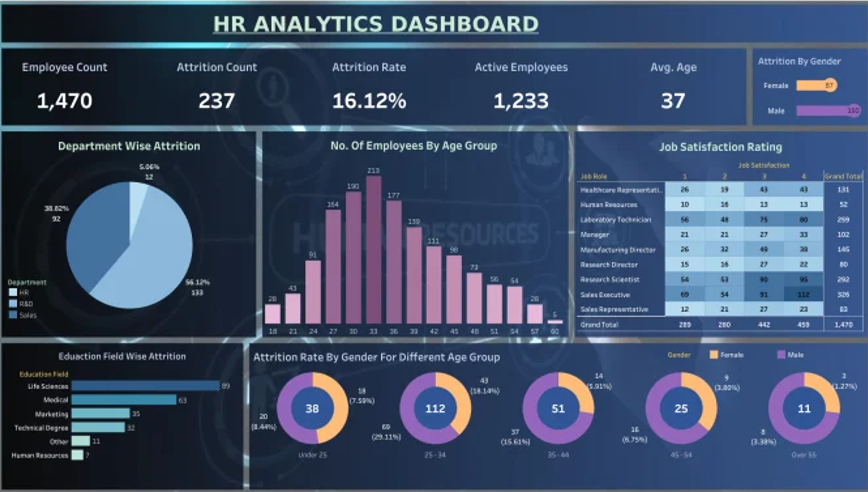 HR ANALYTICS DASHBOARD
Employee Count
Attrition Count
Attrition Rate
Active Employees
Avg. Age
1,470
237
16.12%
1,233
37
Attrition By Gender
Female 87
Male 150
Department Wise Attrition
5.06%
12
38.82%
92
56.12%
133
Department
HR
R&D
Sales
No. Of Employees By Age Group
28 43 91 164 190 213 177 139 111 98 73 56 54 28 5
18 21 24 27 30 33 36 39 42 45 48 51 54 57 60
RESOURCES
Job Satisfaction Rating
Job Satisfaction
Job Role 1 2 3 4 Grand Total
Healthcare Representati.. 26 19 43 43 131
Human Resources 10 16 13 13 52
Laboratory Technician 56 48 75 80 259
Manager 21 21 27 33 102
Manufacturing Director 26 32 49 38 145
Research Director 15 16 27 22 80
Research Scientist 54 53 90 95 292
Sales Executive 69 54 91 112 326
Sales Representative 12 21 27 23 83
Grand Total 289 280 442 459 1,470
Eduaction Field Wise Attrition
Education Field
Life Sciences 89
Medical 63
Marketing 35
Technical Degree 32
Other 11
Human Resources 7
Attrition Rate By Gender For Different Age Group
Gender Female Male
38
18
(7.59%)
20
(8.44%)
Under 25
112
43
(18.14%)
69
(29.11%)
25 - 34
51
14
(5.91%)
37
(15.61%)
35 - 44
25
9
(3.80%)
16
(6.75%)
45 - 54
11
3
(1.27%)
8
(3.38%)
Over 55